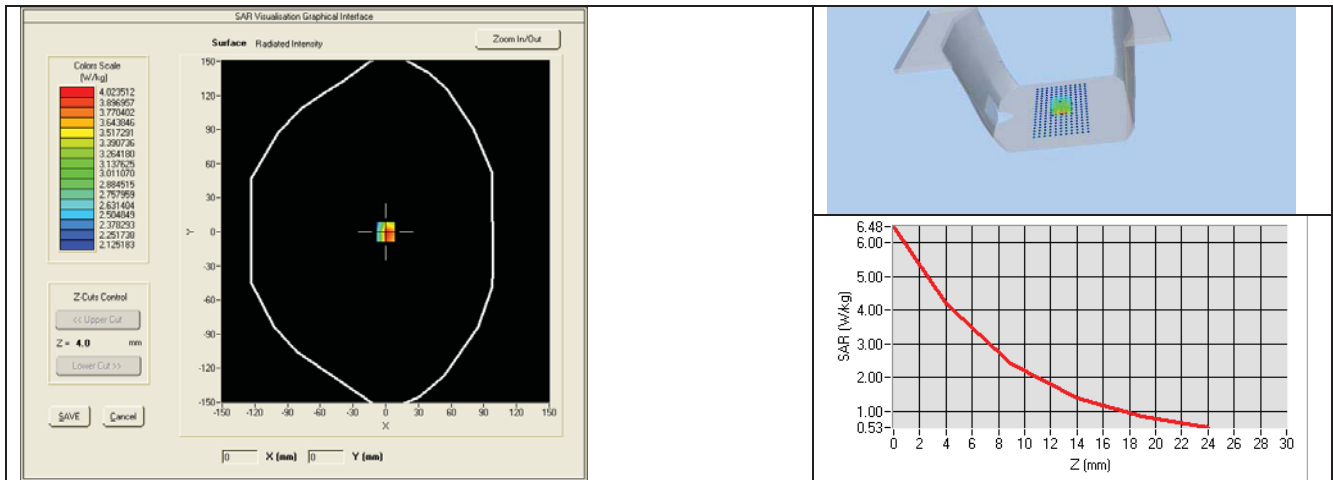 SAR Visualisation Graphical Interface
Surface Radiated Intensity
Zoom In/Out
Colors Scale
(W/kg)
4.023512
3.896957
3.770402
3.643846
3.517291
3.390736
3.264180
3.137625
3.011070
2.884515
2.757959
2.631404
2.504849
2.378293
2.251738
2.125183
Z-Cuts Control
<< Upper Cut
Z = 4.0 mm
Lower Cut >>
SAVE Cancel
150
120
90
60
30
0
-30
-60
-90
-120
-150
Y
-150 -120 -90 -60 -30 0 30 60 90 120 150
X
0 X (mm) 0 Y (mm)
6.48
6.00
5.00
4.00
3.00
2.00
1.00
0.53
SAR (W/kg)
0 2 4 6 8 10 12 14 16 18 20 22 24 26 28 30
Z (mm)